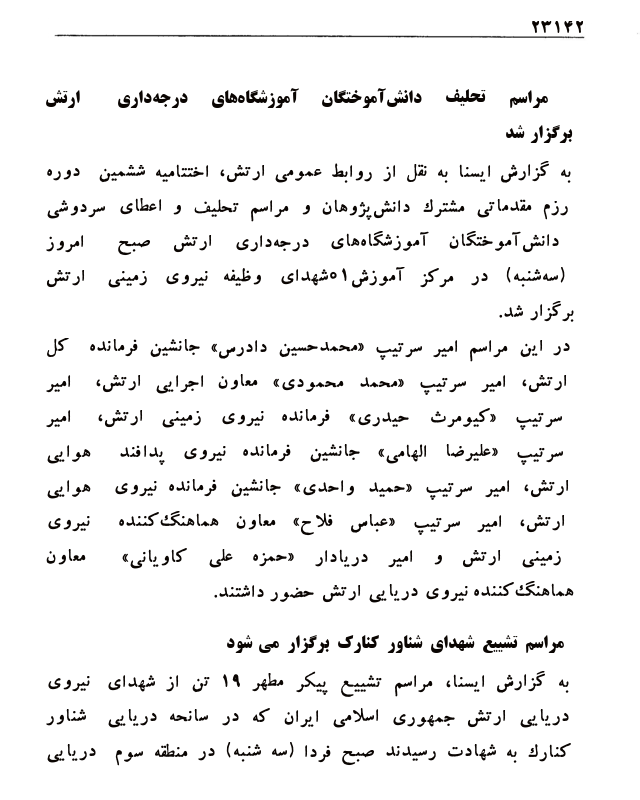 ۲۳۱۴۲
مراسم تحلیف دانش‌آموختگان آموزشگاه‌های درجه‌داری ارتش
برگزار شد
به گزارش ایسنا به نقل از روابط عمومی ارتش، اختتامیه ششمین دوره
رزم مقدماتی مشترك دانش‌پژوهان و مراسم تحلیف و اعطای سردوشی
دانش‌آموختگان آموزشگاه‌های درجه‌داری ارتش صبح امروز
(سه‌شنبه) در مرکز آموزش۰۱شهدای وظیفه نیروی زمینی ارتش
برگزار شد.
در این مراسم امیر سرتیپ «محمدحسین دادرس» جانشین فرمانده کل
ارتش، امیر سرتیپ «محمد محمودی» معاون اجرایی ارتش، امیر
سرتیپ «کیومرث حیدری» فرمانده نیروی زمینی ارتش، امیر
سرتیپ «علیرضا الهامی» جانشین فرمانده نیروی پدافند هوایی
ارتش، امیر سرتیپ «حمید واحدی» جانشین فرمانده نیروی هوایی
ارتش، امیر سرتیپ «عباس فلاح» معاون هماهنگ‌کننده نیروی
زمینی ارتش و امیر دریادار «حمزه علی کاویانی» معاون
هماهنگ‌کننده نیروی دریایی ارتش حضور داشتند.
مراسم تشییع شهدای شناور کنارک برگزار می شود
به گزارش ایسنا، مراسم تشییع پیکر مطهر ۱۹ تن از شهدای نیروی
دریایی ارتش جمهوری اسلامی ایران که در سانحه دریایی شناور
کنارك به شهادت رسیدند صبح فردا (سه شنبه) در منطقه سوم دریایی